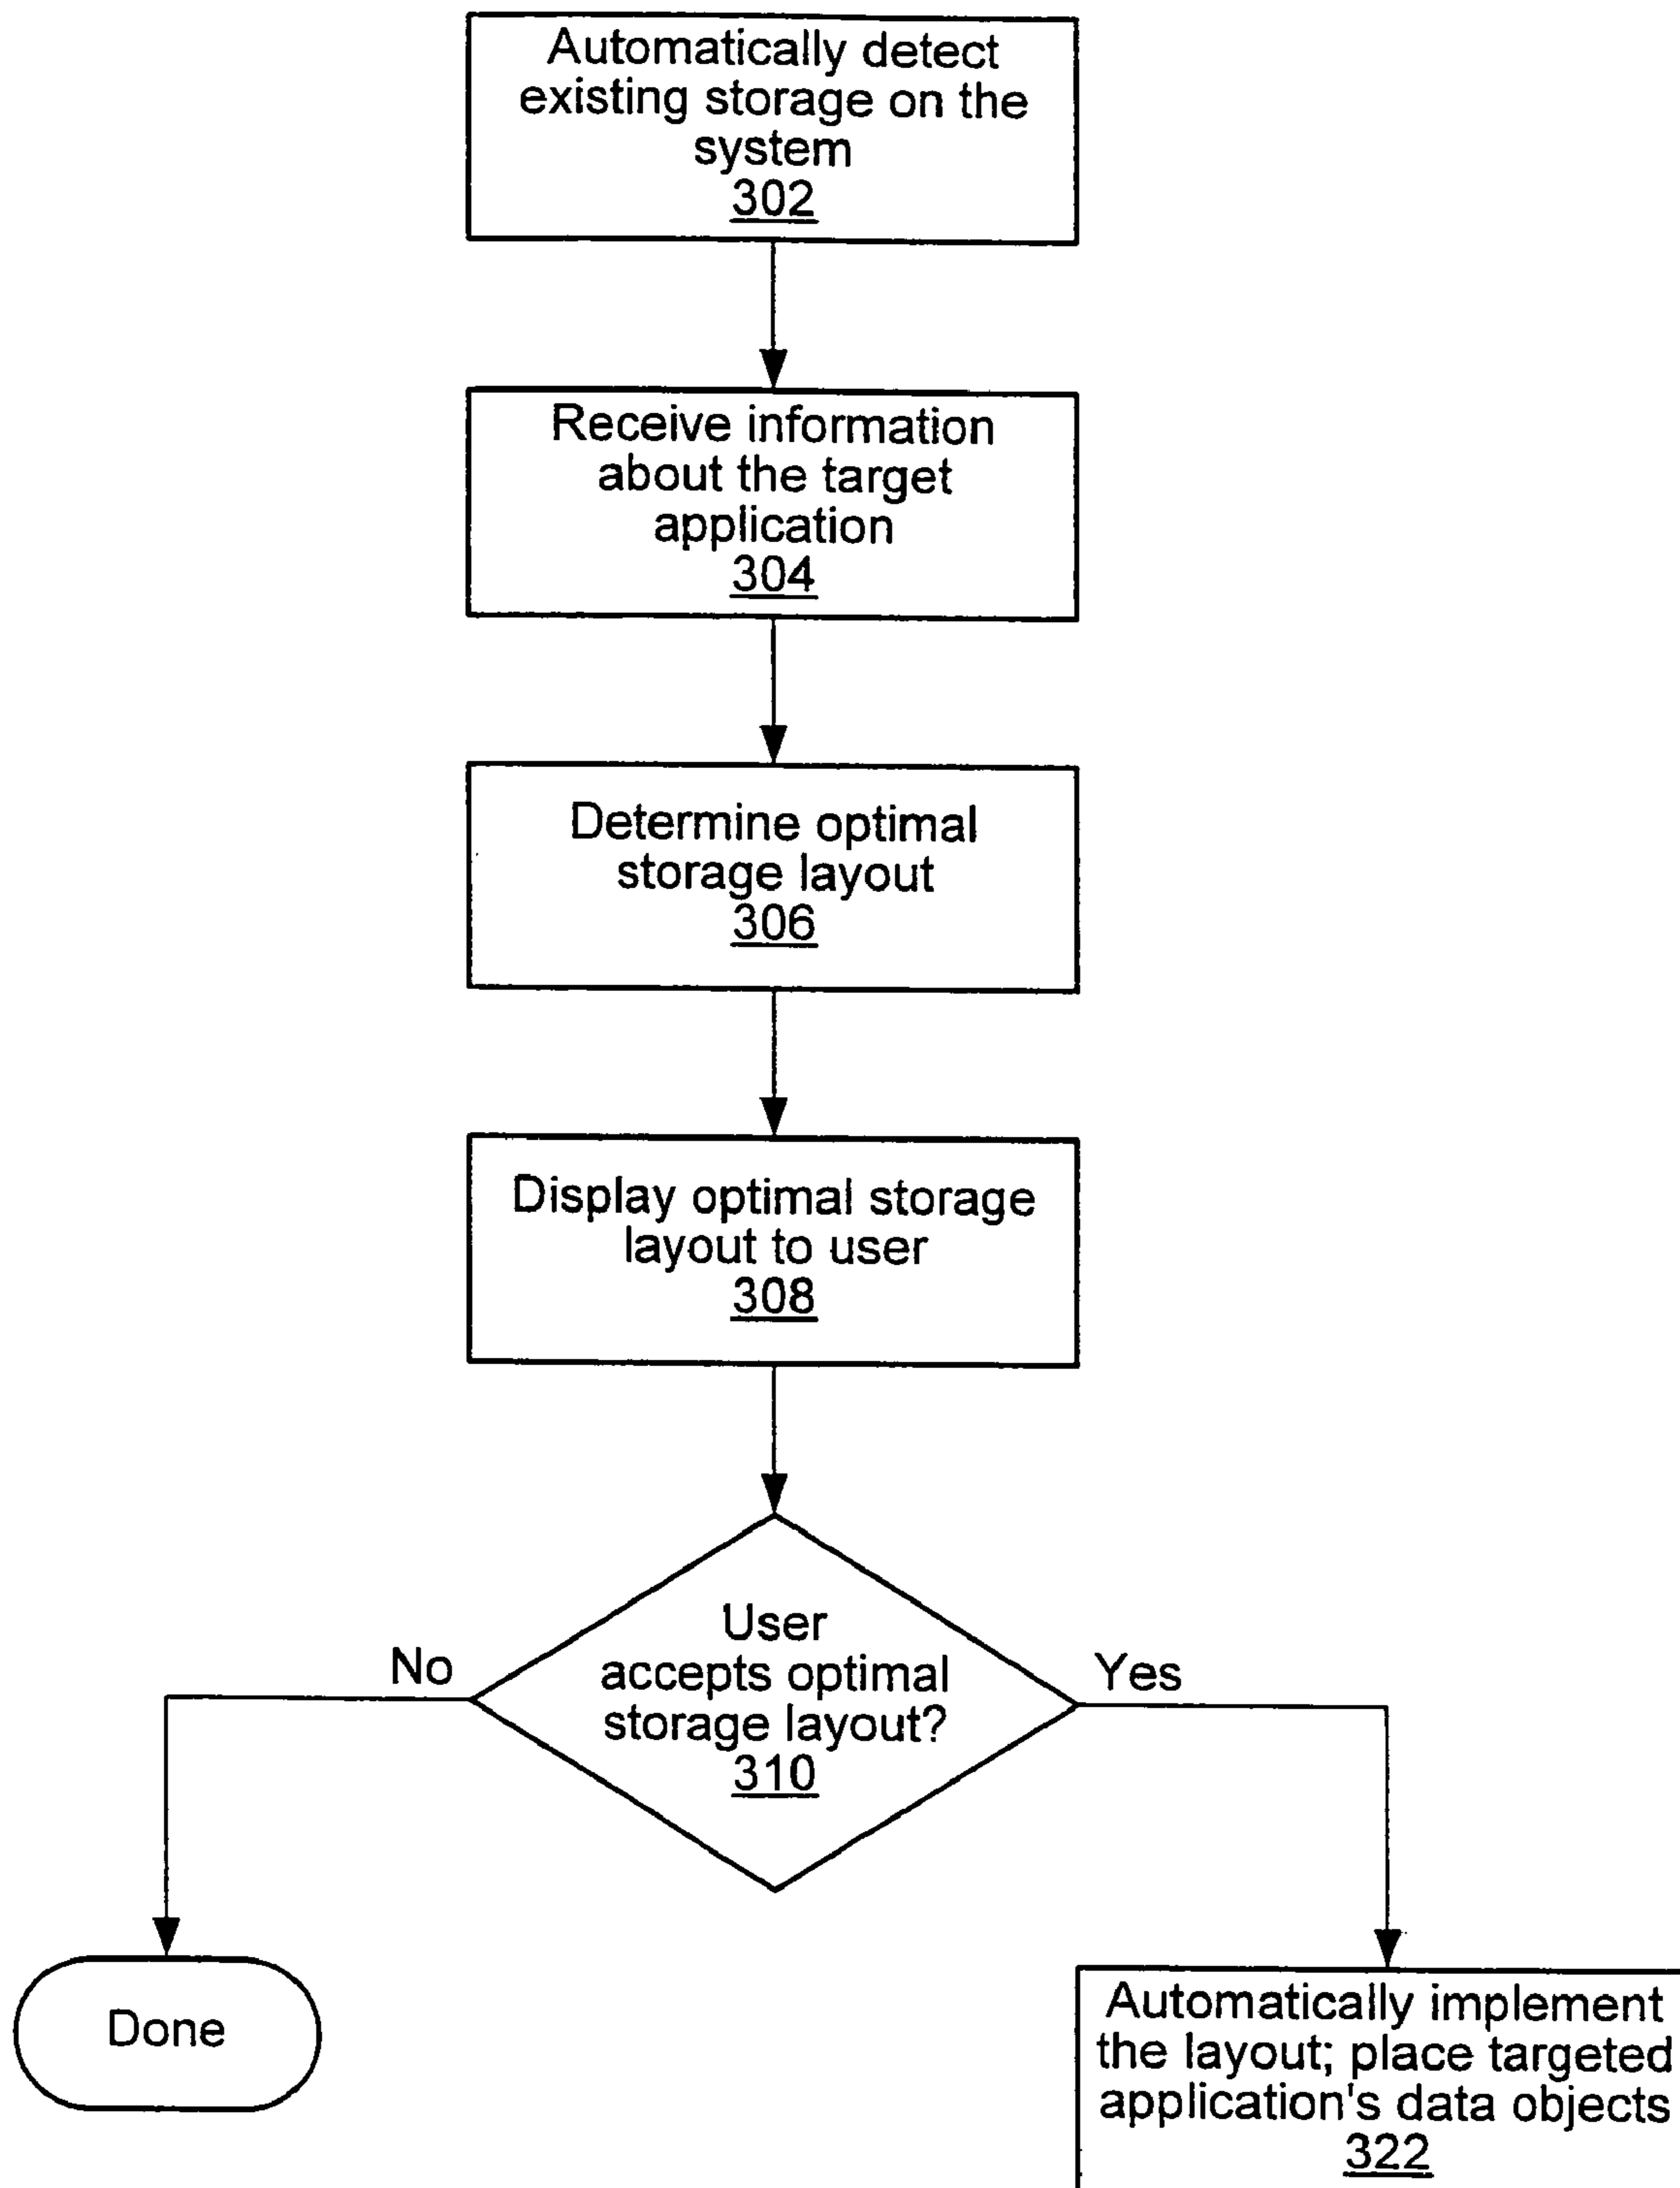 Automatically detect
existing storage on the
system
302
Receive information
about the target
application
304
Determine optimal
storage layout
306
Display optimal storage
layout to user
308
User
accepts optimal
storage layout?
310
No
Yes
Done
Automatically implement
the layout; place targeted
application's data objects
322